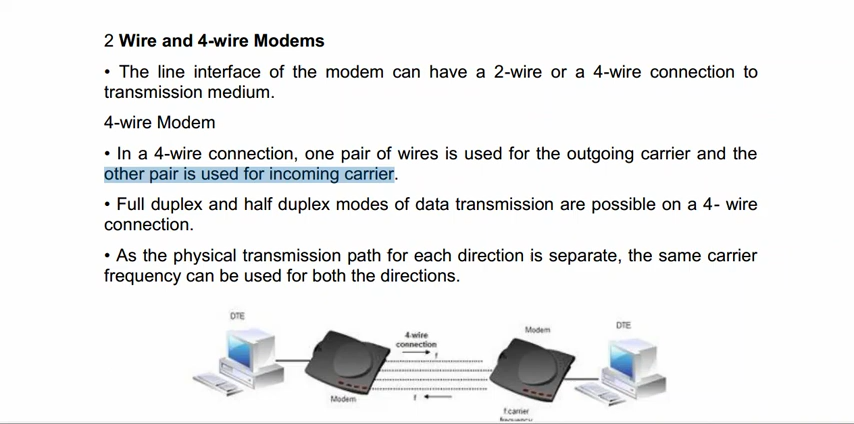 2 Wire and 4-wire Modems
• The line interface of the modem can have a 2-wire or a 4-wire connection to
transmission medium.
4-wire Modem
• In a 4-wire connection, one pair of wires is used for the outgoing carrier and the
other pair is used for incoming carrier.
• Full duplex and half duplex modes of data transmission are possible on a 4- wire
connection.
• As the physical transmission path for each direction is separate, the same carrier
frequency can be used for both the directions.
DTE
4-wire
connection
f
Modem
DTE
Modem
f
f:carrier